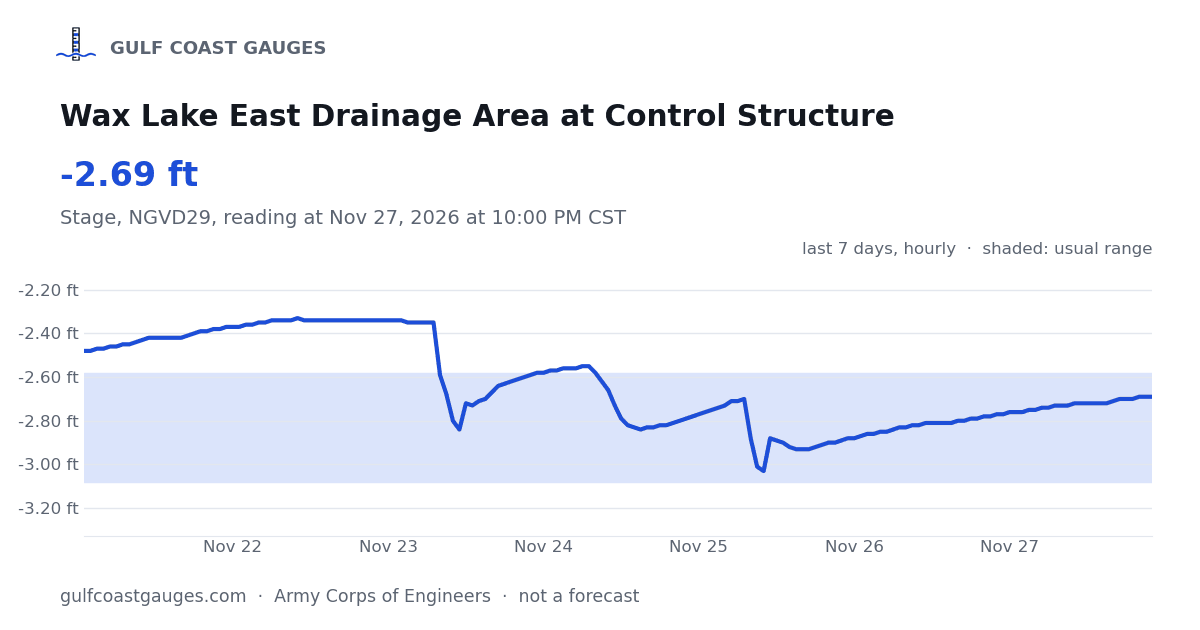 GULF COAST GAUGES
Wax Lake East Drainage Area at Control Structure
-2.69 ft
Stage, NGVD29, reading at Nov 27, 2026 at 10:00 PM CST
last 7 days, hourly · shaded: usual range
-2.20 ft
-2.40 ft
-2.60 ft
-2.80 ft
-3.00 ft
-3.20 ft
Nov 22 Nov 23 Nov 24 Nov 25 Nov 26 Nov 27
gulfcoastgauges.com · Army Corps of Engineers · not a forecast